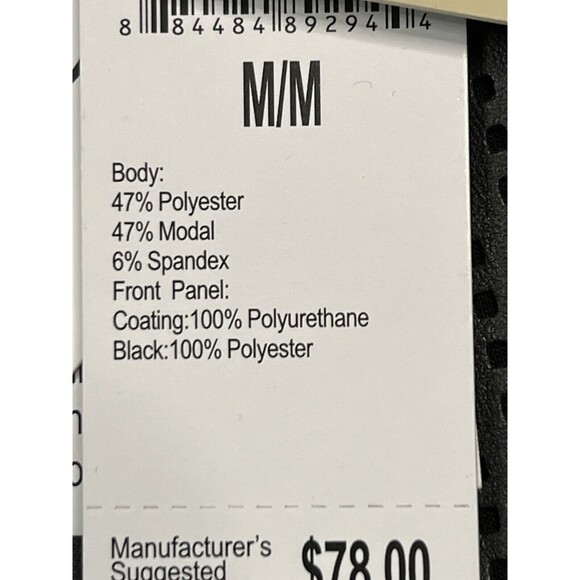 8 84484 89294 4
M/M
Body:
47% Polyester
47% Modal
6% Spandex
Front Panel:
Coating:100% Polyurethane
Black:100% Polyester
Manufacturer's
Suggested
$78.00